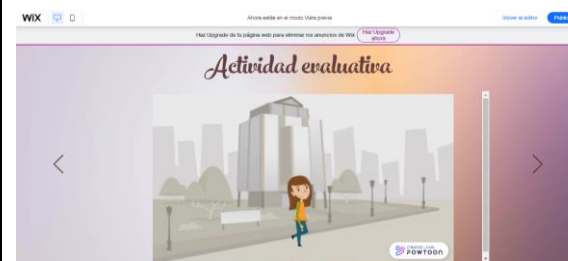 WiX
Ahora estás en el modo Vista previa
Volver al editor
Haz Upgrade de tu página web para eliminar los anuncios de Wix
Haz Upgrade
ahora
Actividad evaluativa
POWTOON